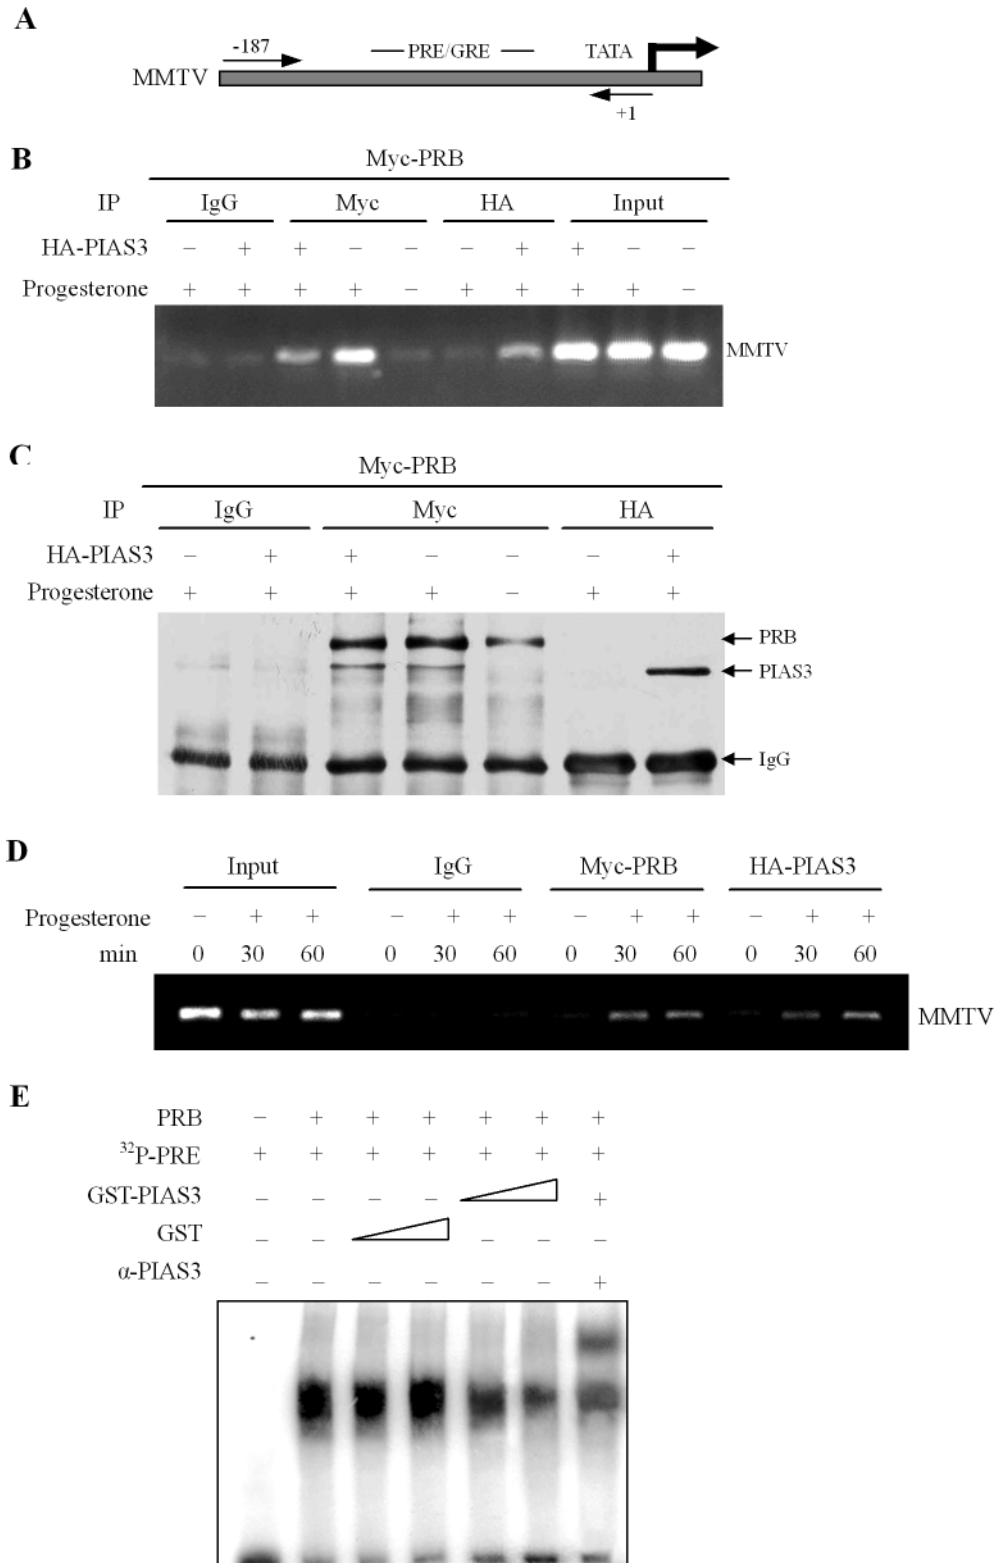 A
-187
PRE/GRE
TATA
MMTV
+1
B
Myc-PRB
IP IgG Myc HA Input
HA-PIAS3 − + + − − − + + − −
Progesterone + + + + − + + + + −
MMTV
C
Myc-PRB
IP IgG Myc HA
HA-PIAS3 − + + − − − +
Progesterone + + + + − + +
PRB
PIAS3
IgG
D
Input IgG Myc-PRB HA-PIAS3
Progesterone − + + − + + − + + − + +
min 0 30 60 0 30 60 0 30 60 0 30 60
MMTV
E
PRB − + + + + + +
³²P-PRE + + + + + + +
GST-PIAS3 − − − − +
GST − − − − −
α-PIAS3 − − − − − − +